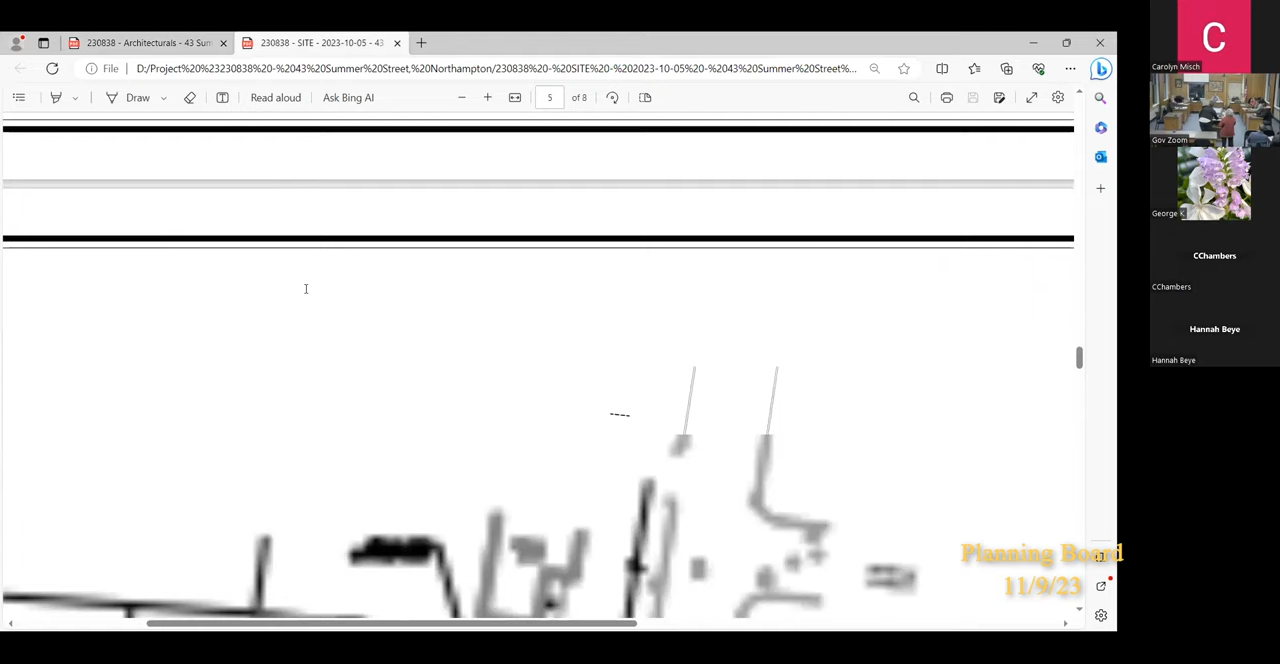 230838 - Architecturals - 43 Sum
230838 - SITE - 2023-10-05 - 43
File
D:/Project%20%23230838%20-%2043%20Summer%20Street,%20Northampton/230838%20-%20SITE%20-%202023-10-05%20-%2043%20Summer%20Street%...
Draw
Read aloud
Ask Bing AI
5 of 8
C
Carolyn Misch
Gov Zoom
George K
CChambers
CChambers
Hannah Beye
Hannah Beye
Planning Board
11/9/23